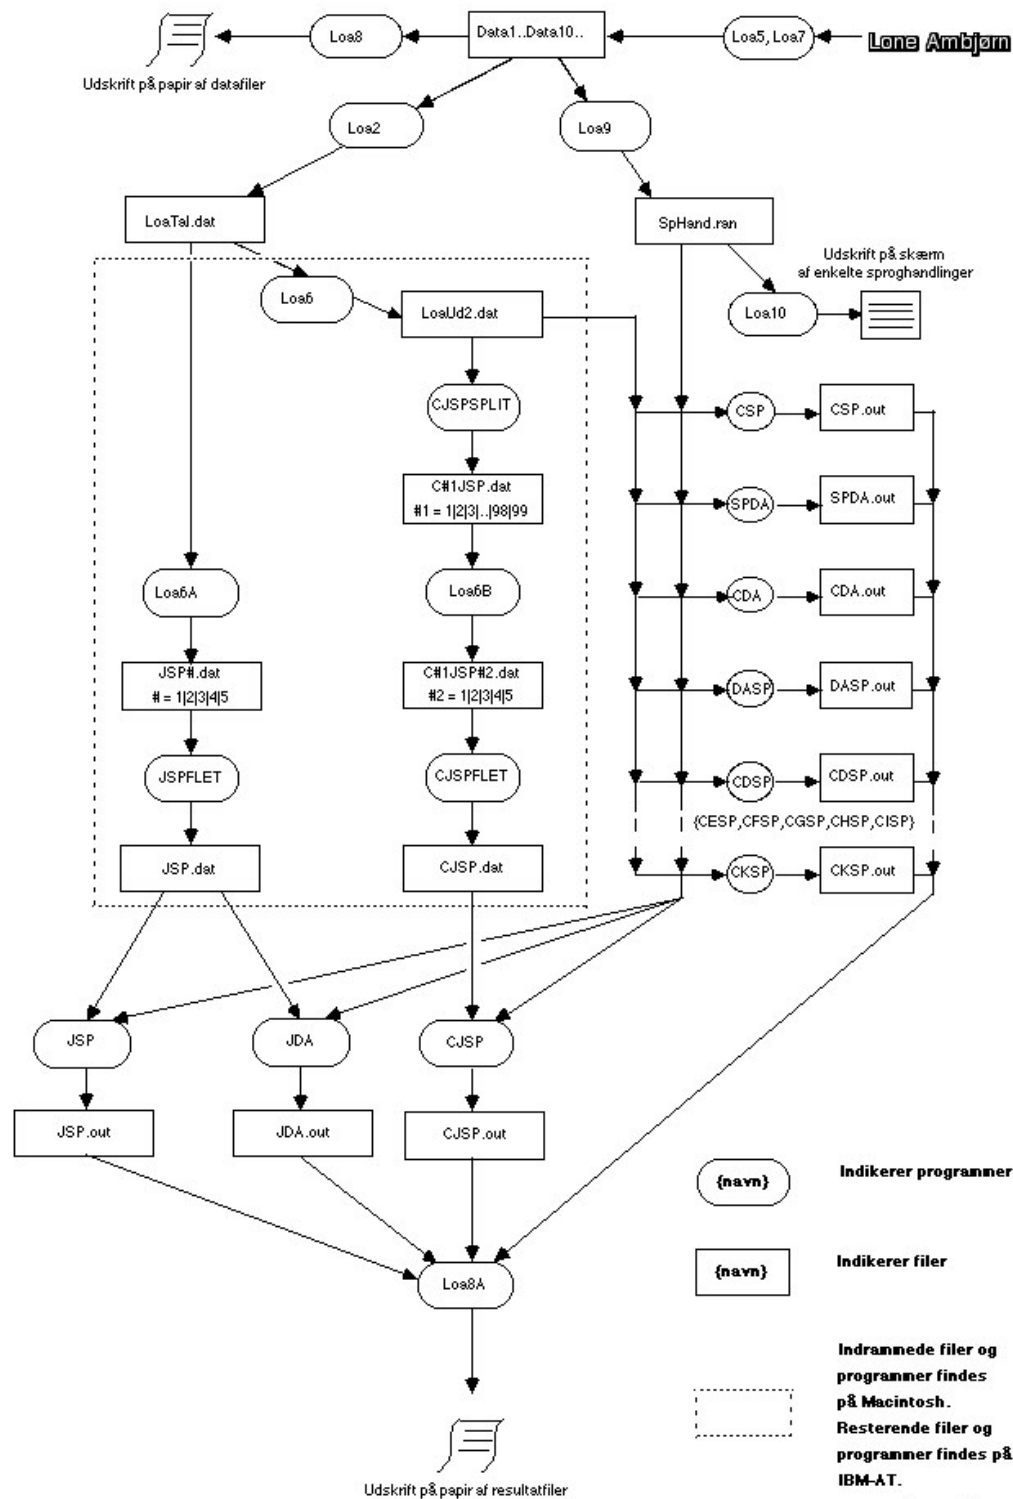 Loa8
Data1..Data10..
Loa5, Loa7
Lone Ambjørn
Udskrift på papir af datafiler
Loa2
Loa9
LoaTal.dat
SpHand.ran
Udskrift på skærm
af enkelte sproghandlinger
Loa6
LoaUd2.dat
Loa10
CJSPSPLIT
CSP
CSP.out
C#1JSP.dat
#1 = 1|2|3|..|98|99
SPDA
SPDA.out
Loa6A
Loa6B
CDA
CDA.out
JSP#.dat
# = 1|2|3|4|5
C#1JSP#2.dat
#2 = 1|2|3|4|5
DASP
DASP.out
JSPFLET
CJSPFLET
CDSP
CDSP.out
{CESP,CFSP,CGSP,CHSP,CISP}
JSP.dat
CJSP.dat
CKSP
CKSP.out
JSP
JDA
CJSP
JSP.out
JDA.out
CJSP.out
{navn}
Indikerer programmer
{navn}
Indikerer filer
Loa8A
Indrammede filer og
programmer findes
på Macintosh.
Resterende filer og
programmer findes på
IBM-AT.
Udskrift på papir af resultatfiler